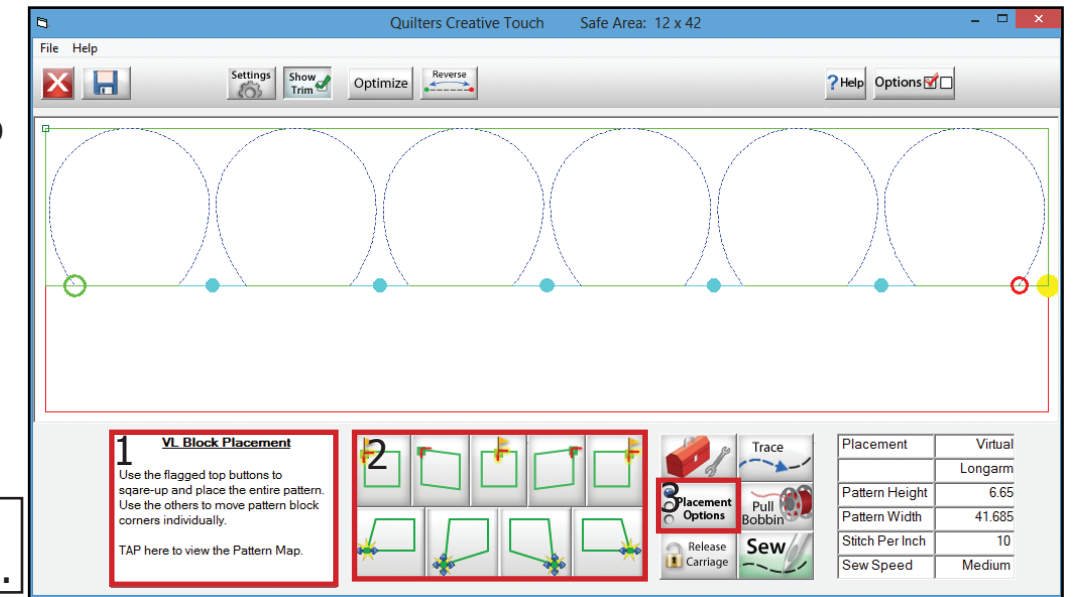 Quilters Creative Touch Safe Area: 12 x 42
File Help
Settings
Show
Trim
Optimize
Reverse
? Help
Options
1
VL Block Placement
Use the flagged top buttons to
sqare-up and place the entire pattern.
Use the others to move pattern block
corners individually.
TAP here to view the Pattern Map.
2
Trace
3
Placement
Options
Pull
Bobbin
Release
Carriage
Sew
Placement Virtual
Longarm
Pattern Height 6.65
Pattern Width 41.685
Stitch Per Inch 10
Sew Speed Medium
.